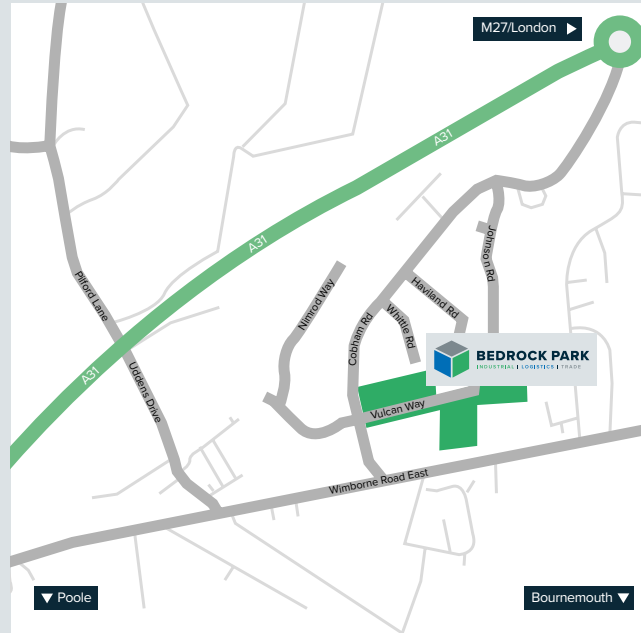 M27/London ▶
A31
A31
Johnson Rd
Pilford Lane
Nimrod Way
Haviland Rd
Whittle Rd
Cobham Rd
BEDROCK PARK
INDUSTRIAL | LOGISTICS | TRADE
A31
Uddens Drive
Vulcan Way
Wimborne Road East
▼ Poole
Bournemouth ▼